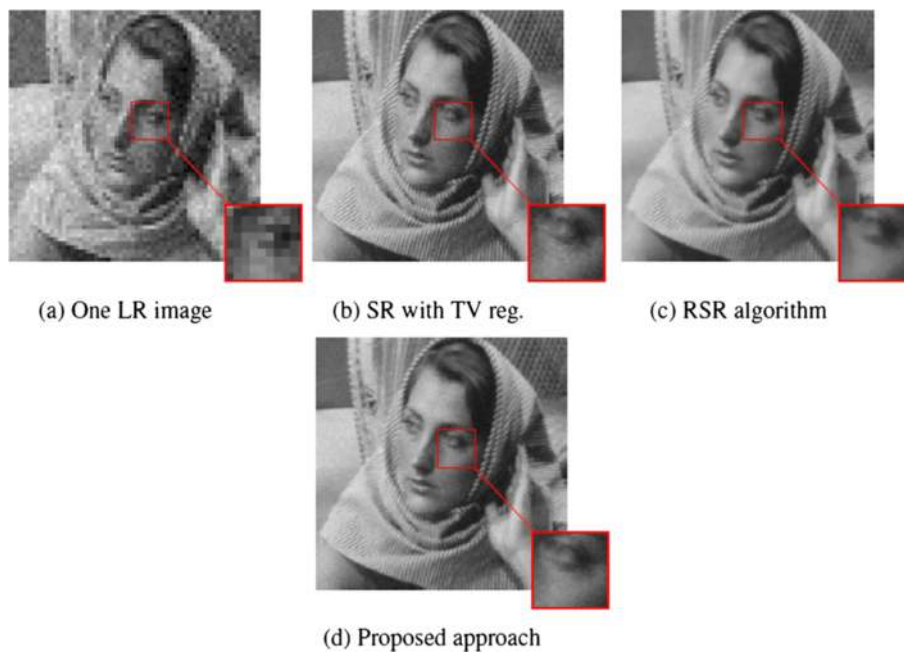 (a) One LR image
(b) SR with TV reg.
(c) RSR algorithm
(d) Proposed approach